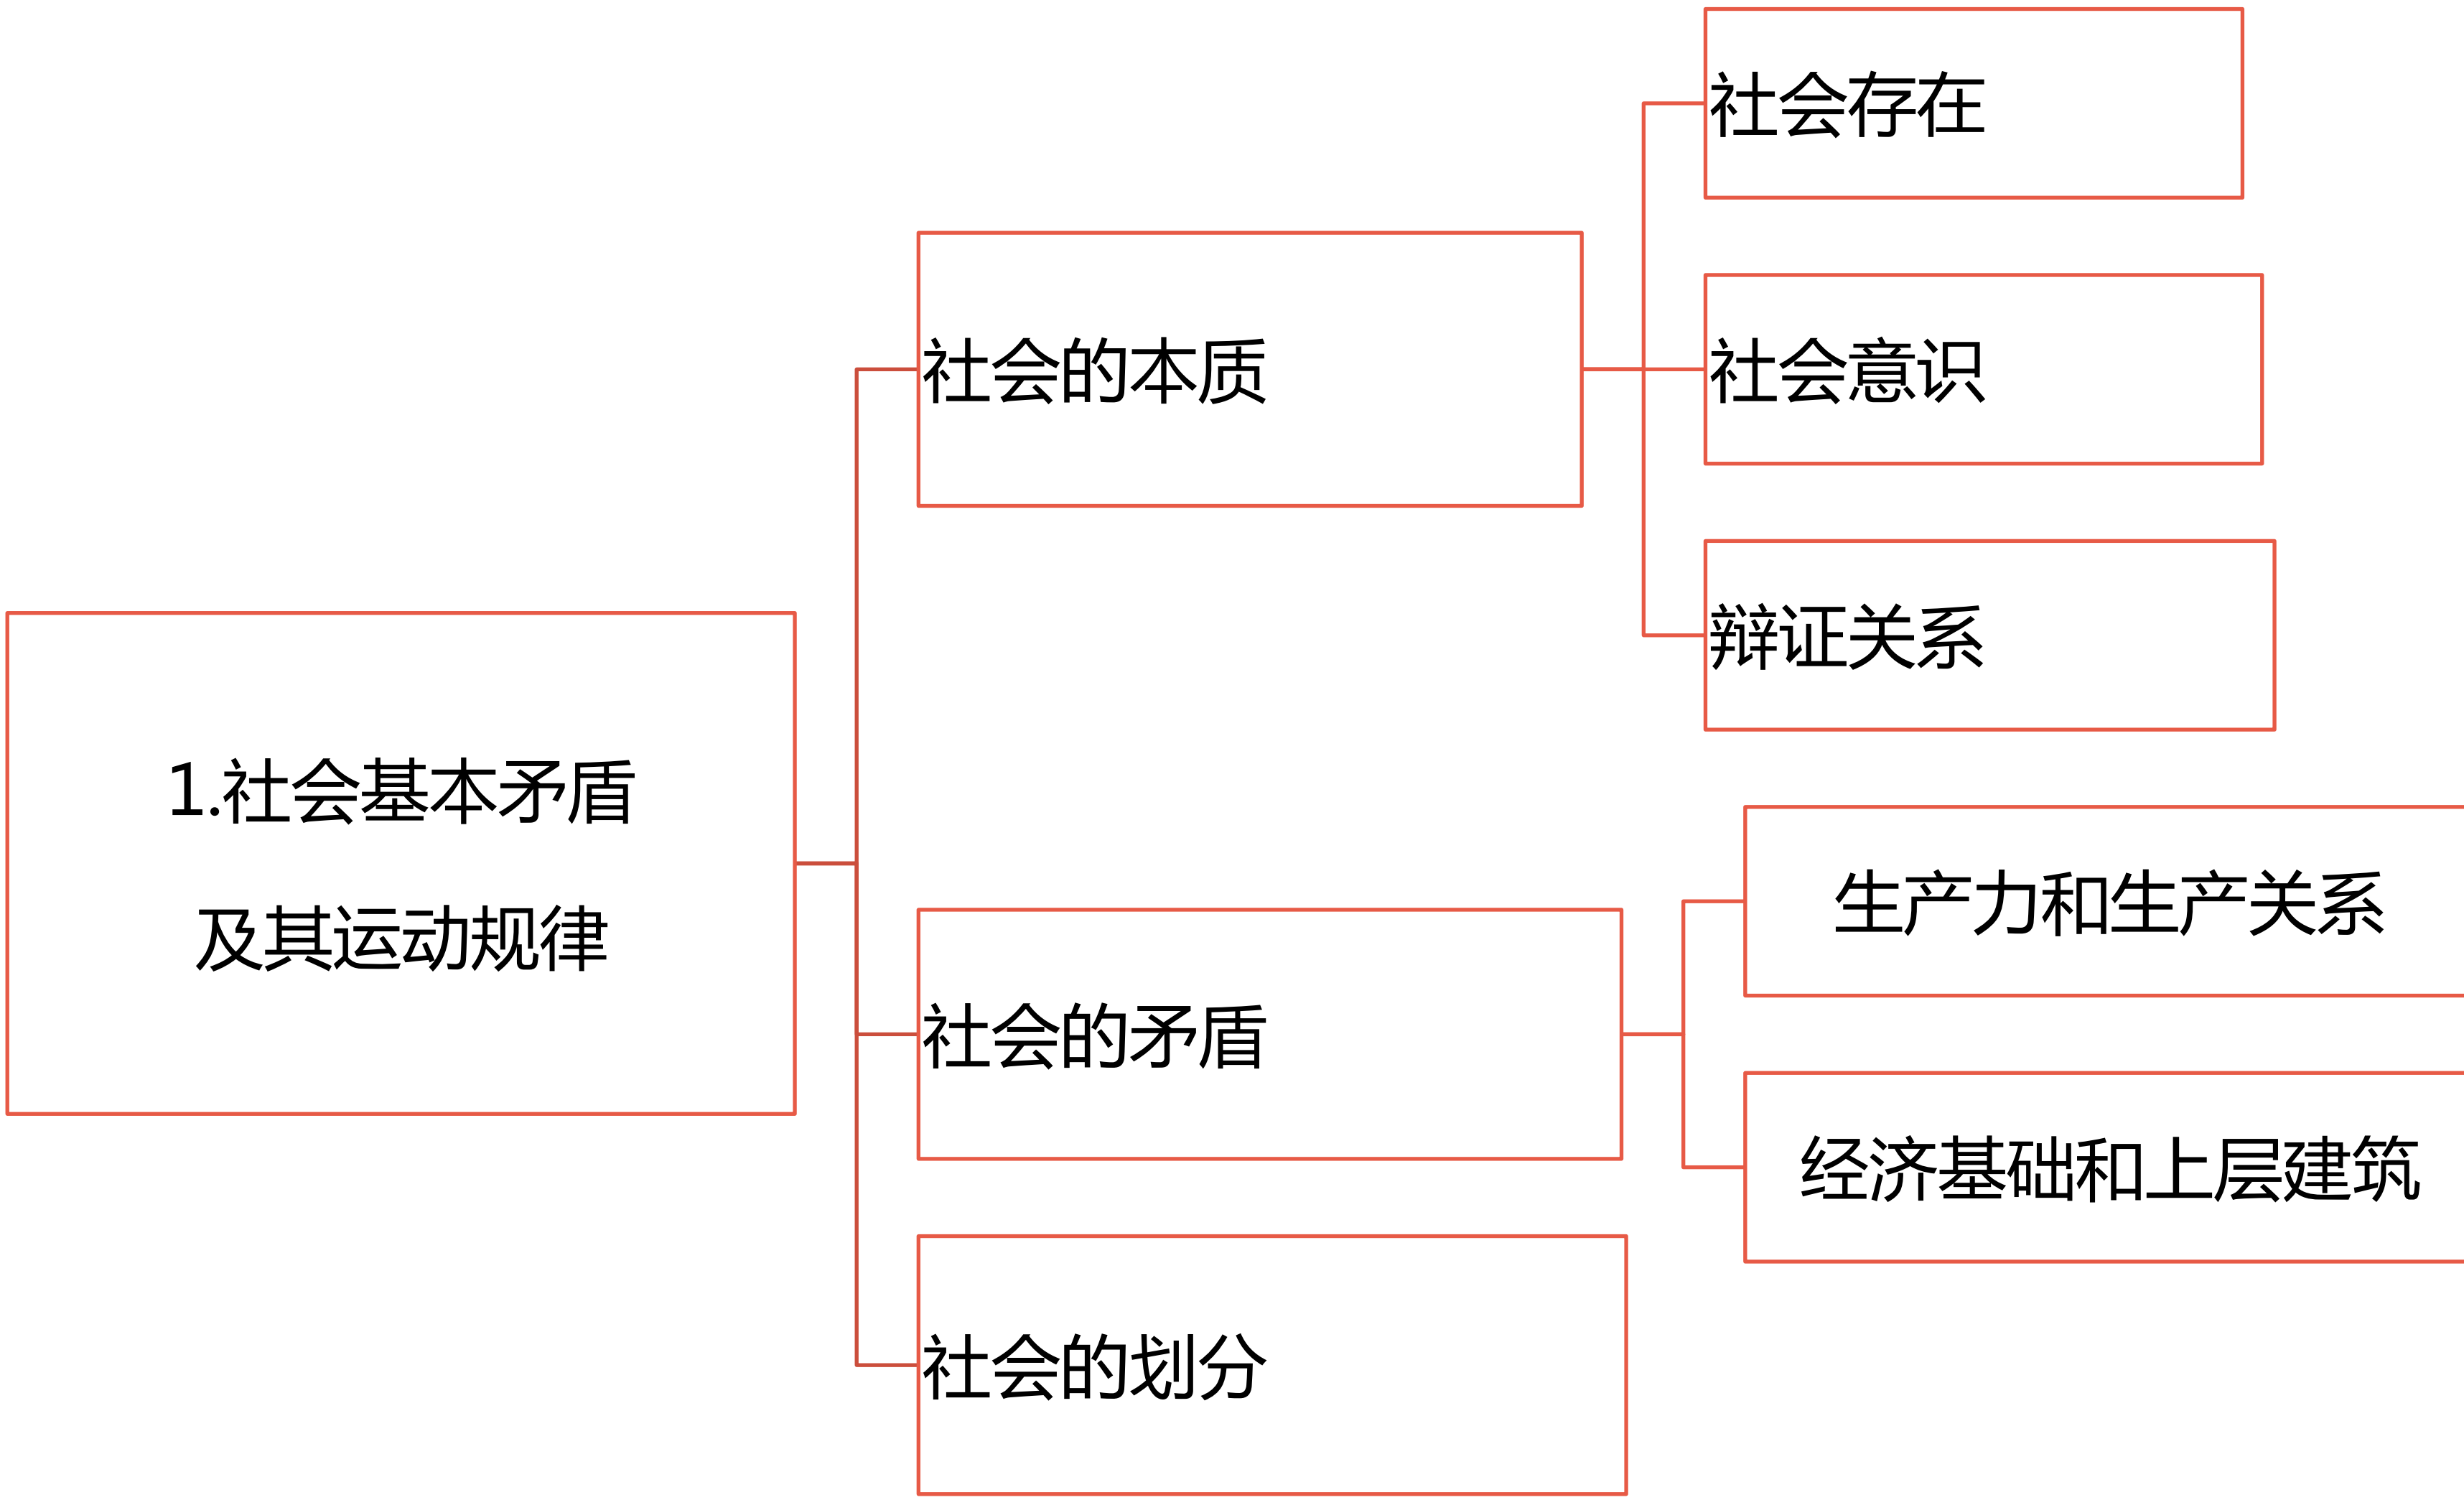 社会存在
社会的本质
社会意识
辩证关系
1.社会基本矛盾
及其运动规律
生产力和生产关系
社会的矛盾
经济基础和上层建筑
社会的划分